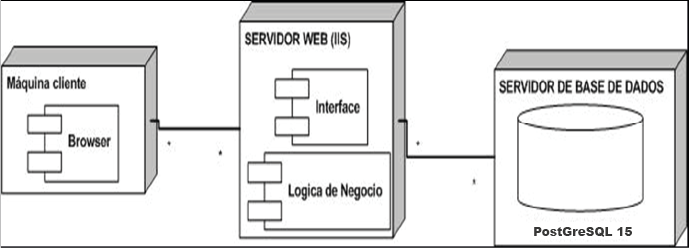 Máquina cliente
Browser
*
*
SERVIDOR WEB (IIS)
Interface
Logica de Negocio
*
*
SERVIDOR DE BASE DE DADOS
PostGreSQL 15